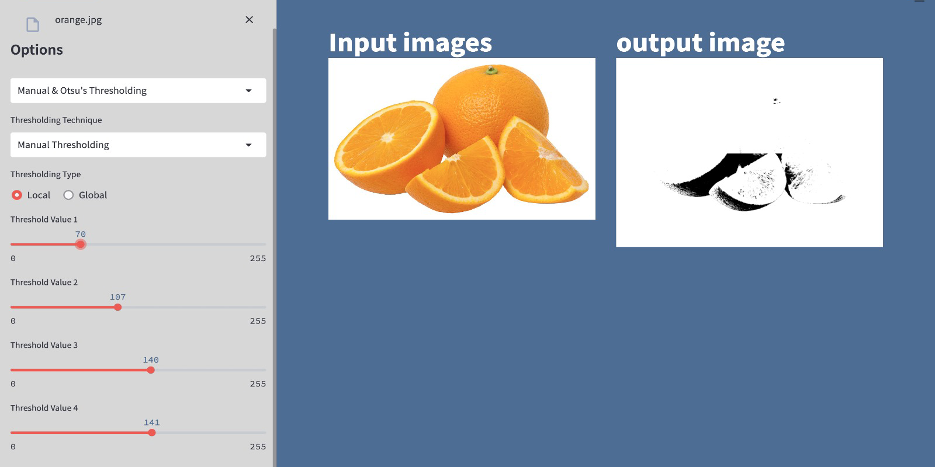 orange.jpg
Options
Manual & Otsu's Thresholding
Thresholding Technique
Manual Thresholding
Thresholding Type
Local Global
Threshold Value 1
70
0 255
Threshold Value 2
107
0 255
Threshold Value 3
140
0 255
Threshold Value 4
141
0 255
Input images
output image